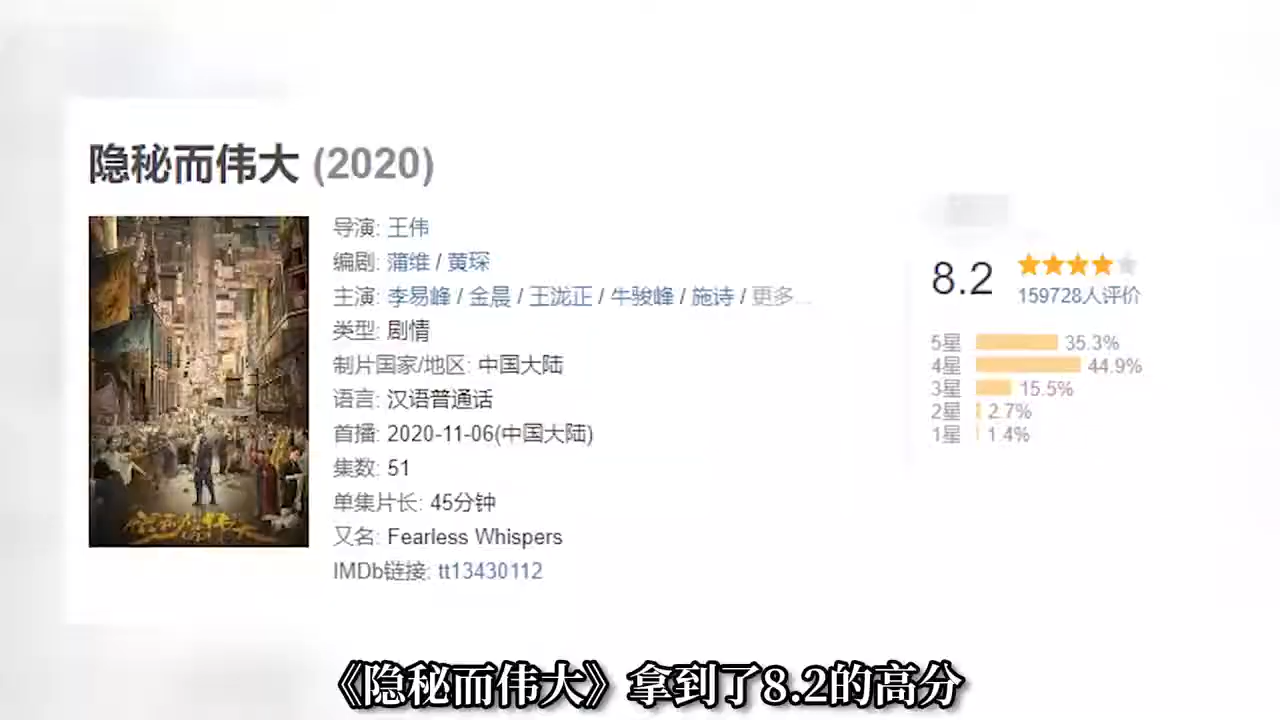 隐秘而伟大 (2020)
导演: 王伟
编剧: 蒲维 / 黄琛
主演: 李易峰 / 金晨 / 王泷正 / 牛骏峰 / 施诗 / 更多...
类型: 剧情
制片国家/地区: 中国大陆
语言: 汉语普通话
首播: 2020-11-06(中国大陆)
集数: 51
单集片长: 45分钟
又名: Fearless Whispers
IMDb链接: tt13430112
8.2
159728人评价
5星 35.3%
4星 44.9%
3星 15.5%
2星 2.7%
1星 1.4%
《隐秘而伟大》拿到了8.2的高分